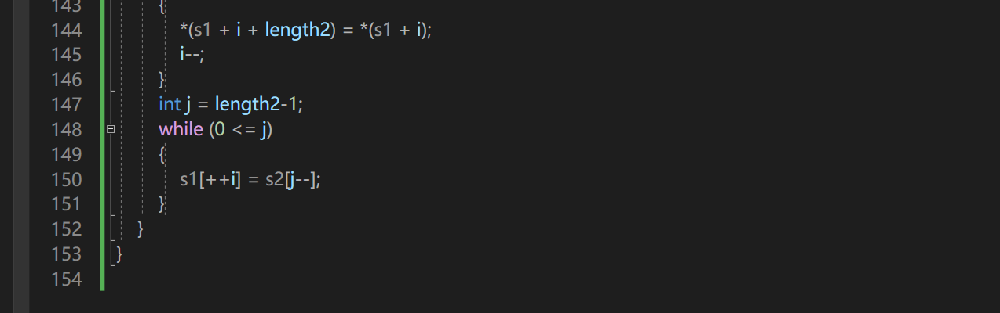 143 {
144 *(s1 + i + length2) = *(s1 + i);
145 i--;
146 }
147 int j = length2-1;
148 while (0 <= j)
149 {
150 s1[++i] = s2[j--];
151 }
152 }
153 }
154